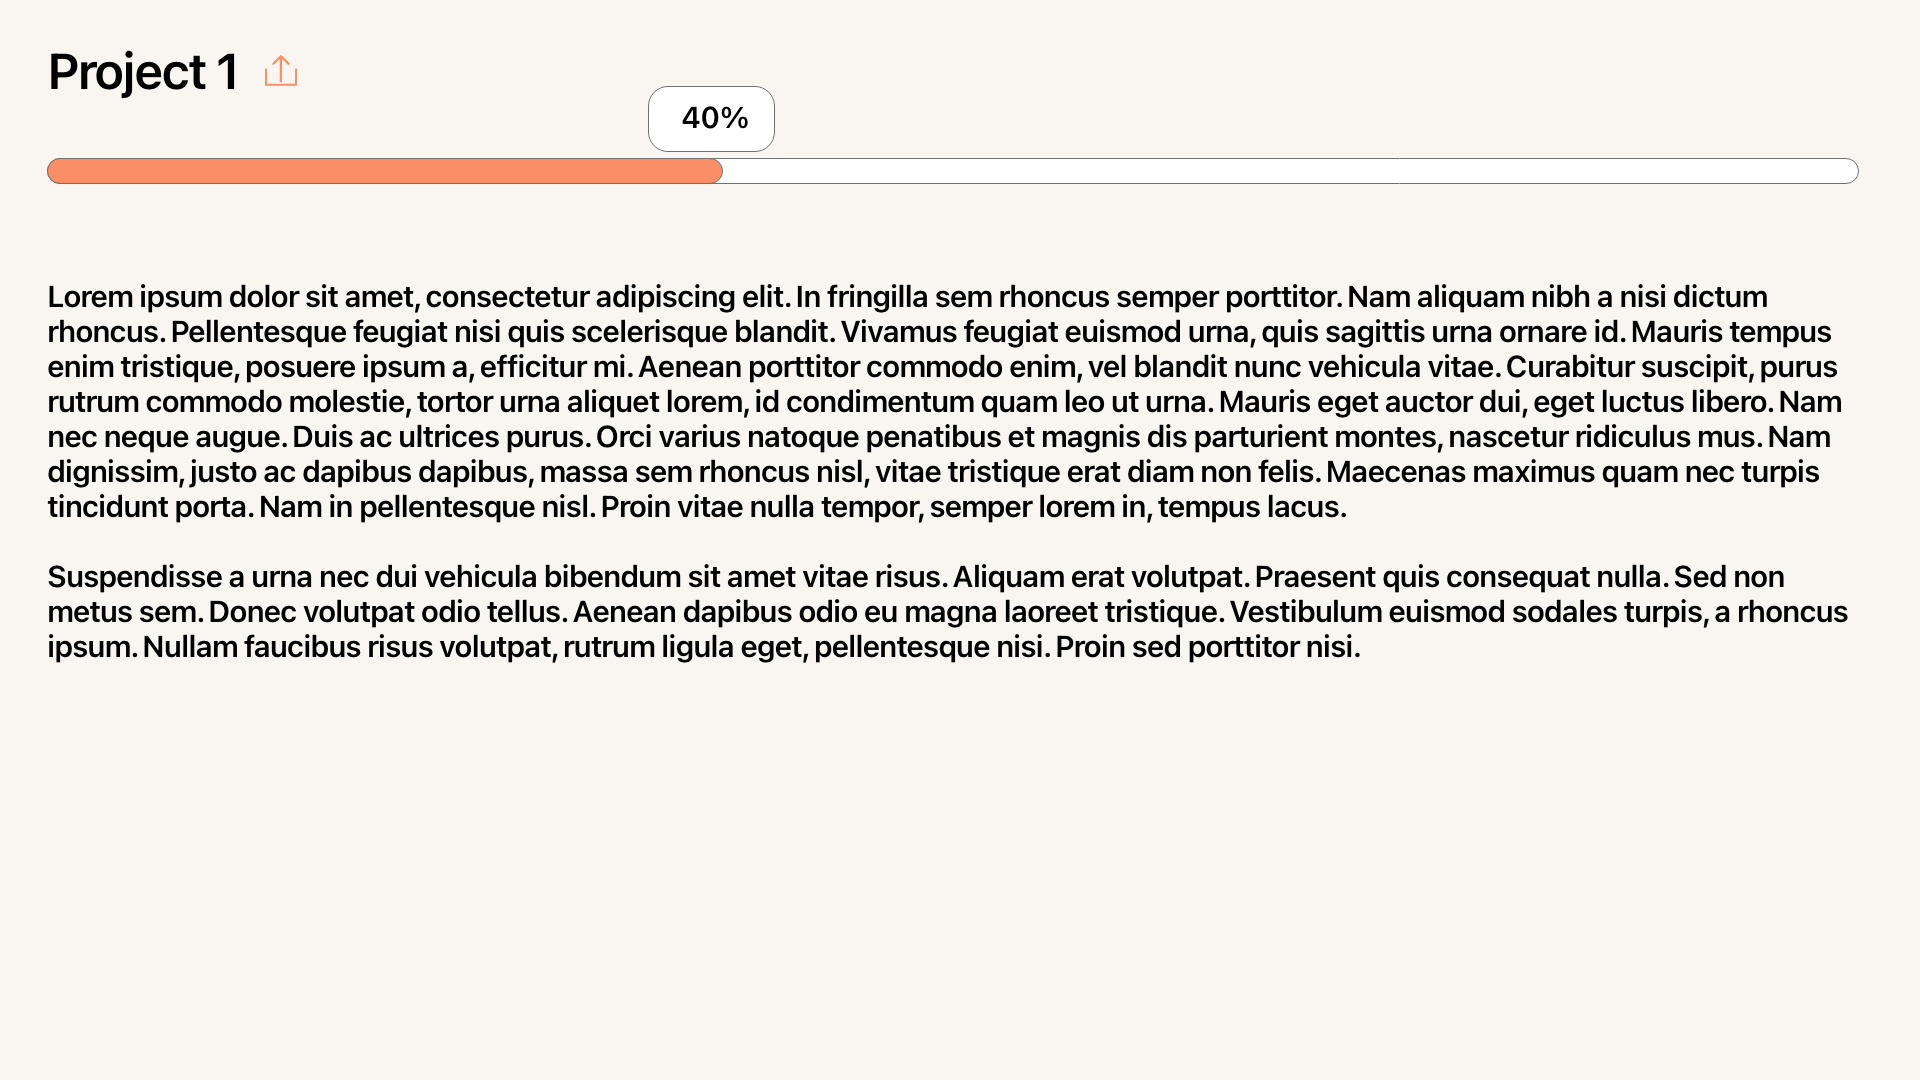 Project 1
40%
Lorem ipsum dolor sit amet, consectetur adipiscing elit. In fringilla sem rhoncus semper porttitor. Nam aliquam nibh a nisi dictum
rhoncus. Pellentesque feugiat nisi quis scelerisque blandit. Vivamus feugiat euismod urna, quis sagittis urna ornare id. Mauris tempus
enim tristique, posuere ipsum a, efficitur mi. Aenean porttitor commodo enim, vel blandit nunc vehicula vitae. Curabitur suscipit, purus
rutrum commodo molestie, tortor urna aliquet lorem, id condimentum quam leo ut urna. Mauris eget auctor dui, eget luctus libero. Nam
nec neque augue. Duis ac ultrices purus. Orci varius natoque penatibus et magnis dis parturient montes, nascetur ridiculus mus. Nam
dignissim, justo ac dapibus dapibus, massa sem rhoncus nisl, vitae tristique erat diam non felis. Maecenas maximus quam nec turpis
tincidunt porta. Nam in pellentesque nisl. Proin vitae nulla tempor, semper lorem in, tempus lacus.
Suspendisse a urna nec dui vehicula bibendum sit amet vitae risus. Aliquam erat volutpat. Praesent quis consequat nulla. Sed non
metus sem. Donec volutpat odio tellus. Aenean dapibus odio eu magna laoreet tristique. Vestibulum euismod sodales turpis, a rhoncus
ipsum. Nullam faucibus risus volutpat, rutrum ligula eget, pellentesque nisi. Proin sed porttitor nisi.